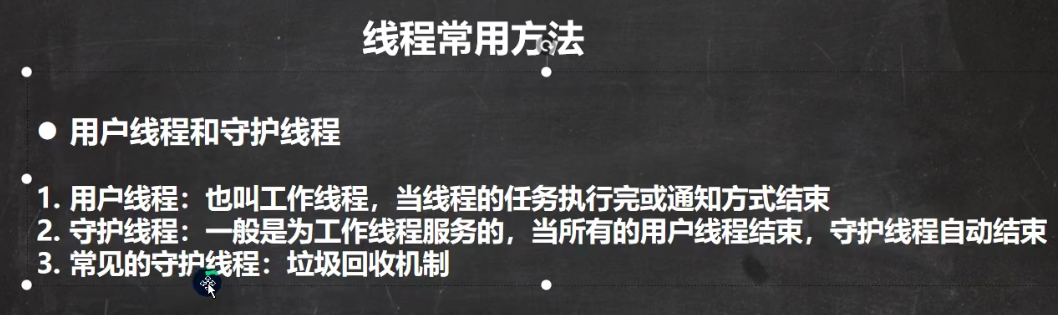 线程常用方法
● 用户线程和守护线程
1. 用户线程：也叫工作线程，当线程的任务执行完或通知方式结束
2. 守护线程：一般是为工作线程服务的，当所有的用户线程结束，守护线程自动结束
3. 常见的守护线程：垃圾回收机制